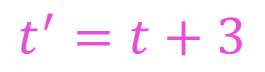 t′ = t + 3